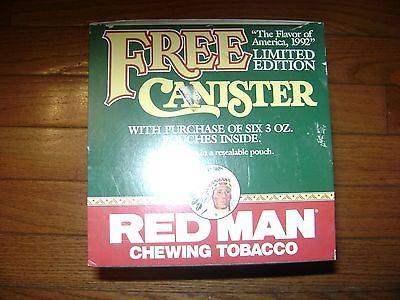 FREE
"The Flavor of
America, 1992"
LIMITED
EDITION
CANISTER
WITH PURCHASE OF SIX 3 OZ.
POUCHES INSIDE.
in a resealable pouch.
RED MAN®
CHEWING TOBACCO